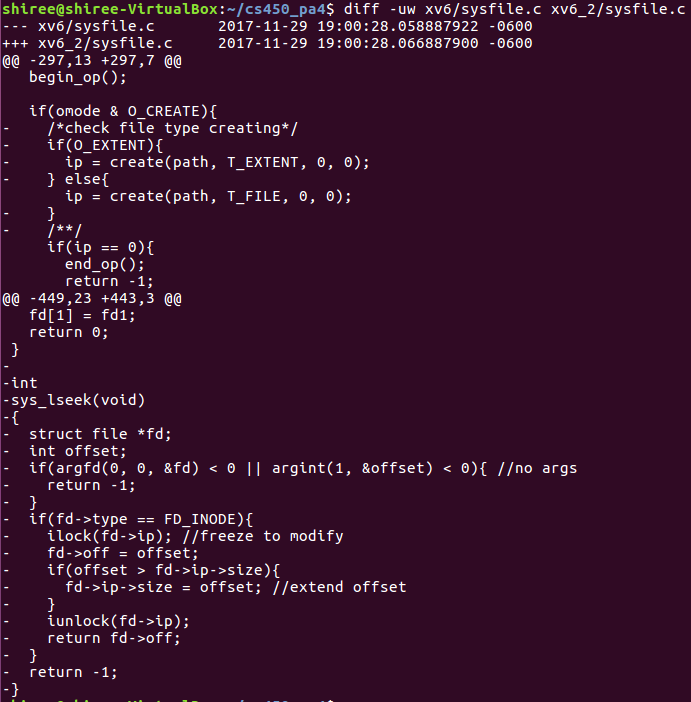 shiree@shiree-VirtualBox:~/cs450_pa4$ diff -uw xv6/sysfile.c xv6_2/sysfile.c
--- xv6/sysfile.c       2017-11-29 19:00:28.058887922 -0600
+++ xv6_2/sysfile.c     2017-11-29 19:00:28.066887900 -0600
@@ -297,13 +297,7 @@
   begin_op();

   if(omode & O_CREATE){
-    /*check file type creating*/
-    if(O_EXTENT){
-      ip = create(path, T_EXTENT, 0, 0);
-    } else{
       ip = create(path, T_FILE, 0, 0);
-    }
-    /**/
     if(ip == 0){
       end_op();
       return -1;
@@ -449,23 +443,3 @@
   fd[1] = fd1;
   return 0;
 }
-
-int
-sys_lseek(void)
-{
-  struct file *fd;
-  int offset;
-  if(argfd(0, 0, &fd) < 0 || argint(1, &offset) < 0){ //no args
-    return -1;
-  }
-  if(fd->type == FD_INODE){
-    ilock(fd->ip); //freeze to modify
-    fd->off = offset;
-    if(offset > fd->ip->size){
-      fd->ip->size = offset; //extend offset
-    }
-    iunlock(fd->ip);
-    return fd->off;
-  }
-  return -1;
-}